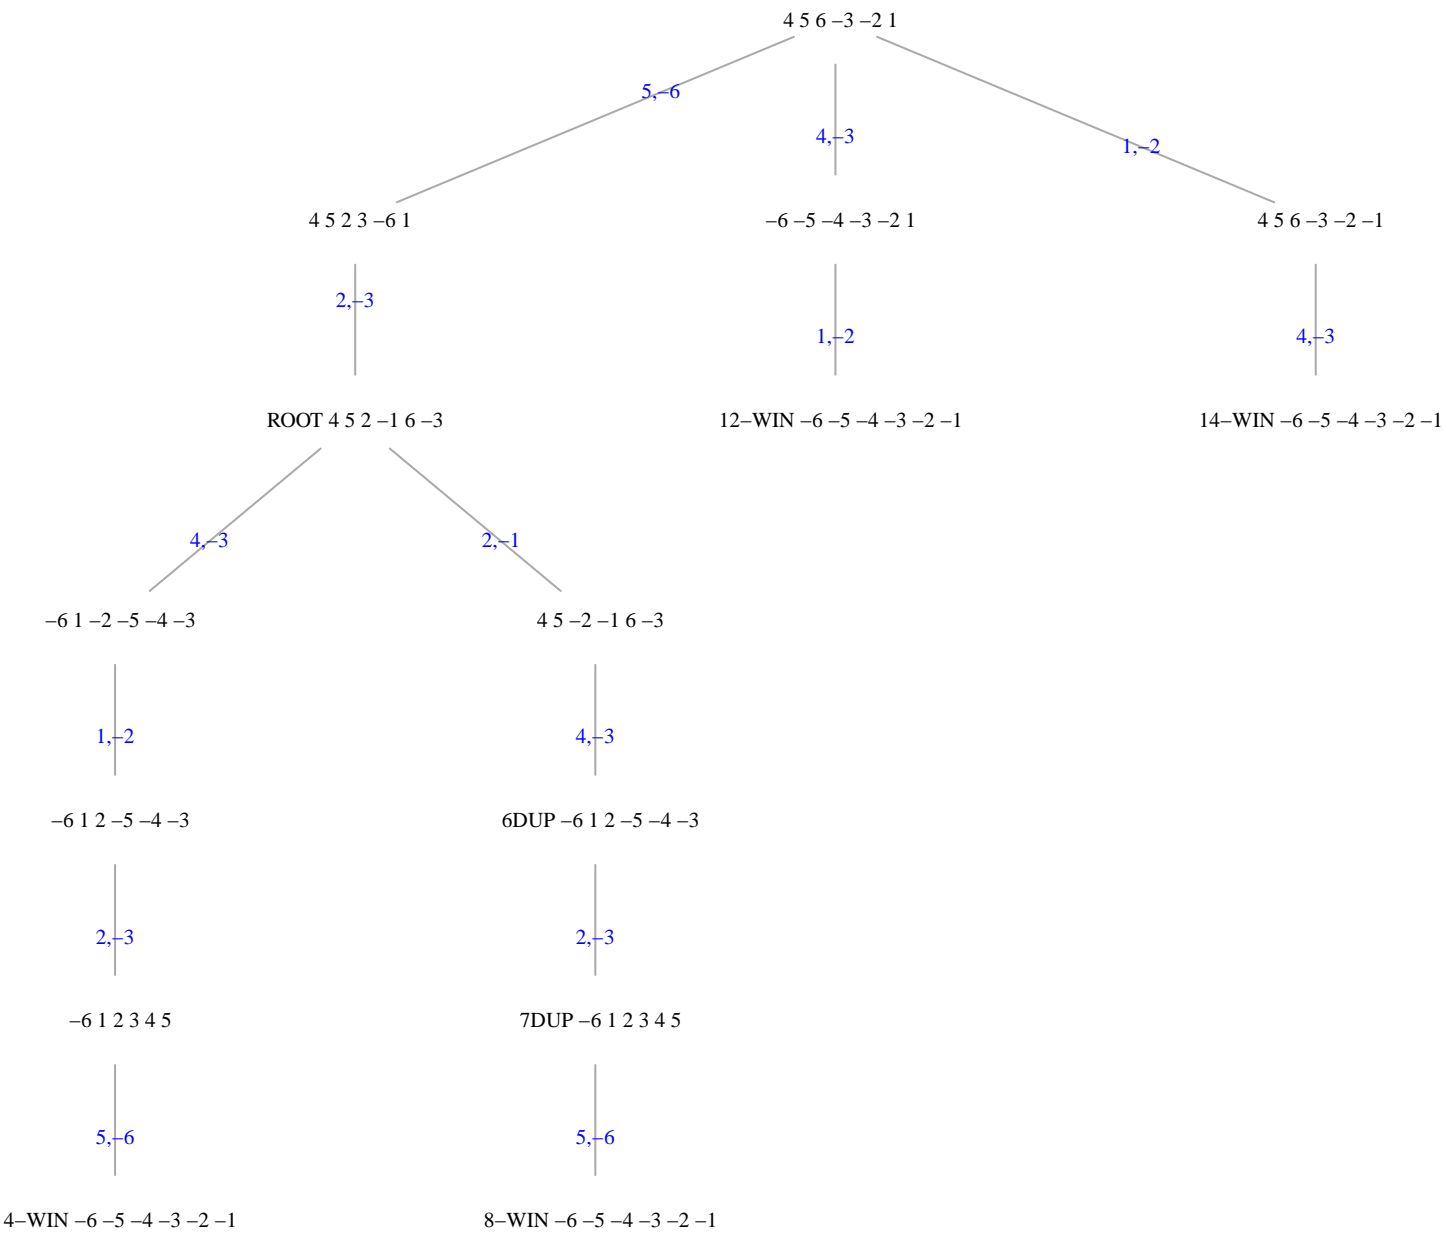 4 5 6 –3 –2 1
5,–6
4,–3
1,–2
4 5 2 3 –6 1
–6 –5 –4 –3 –2 1
4 5 6 –3 –2 –1
2,–3
1,–2
4,–3
ROOT 4 5 2 –1 6 –3
12–WIN –6 –5 –4 –3 –2 –1
14–WIN –6 –5 –4 –3 –2 –1
4,–3
2,–1
–6 1 –2 –5 –4 –3
4 5 –2 –1 6 –3
1,–2
4,–3
–6 1 2 –5 –4 –3
6DUP –6 1 2 –5 –4 –3
2,–3
2,–3
–6 1 2 3 4 5
7DUP –6 1 2 3 4 5
5,–6
5,–6
4–WIN –6 –5 –4 –3 –2 –1
8–WIN –6 –5 –4 –3 –2 –1